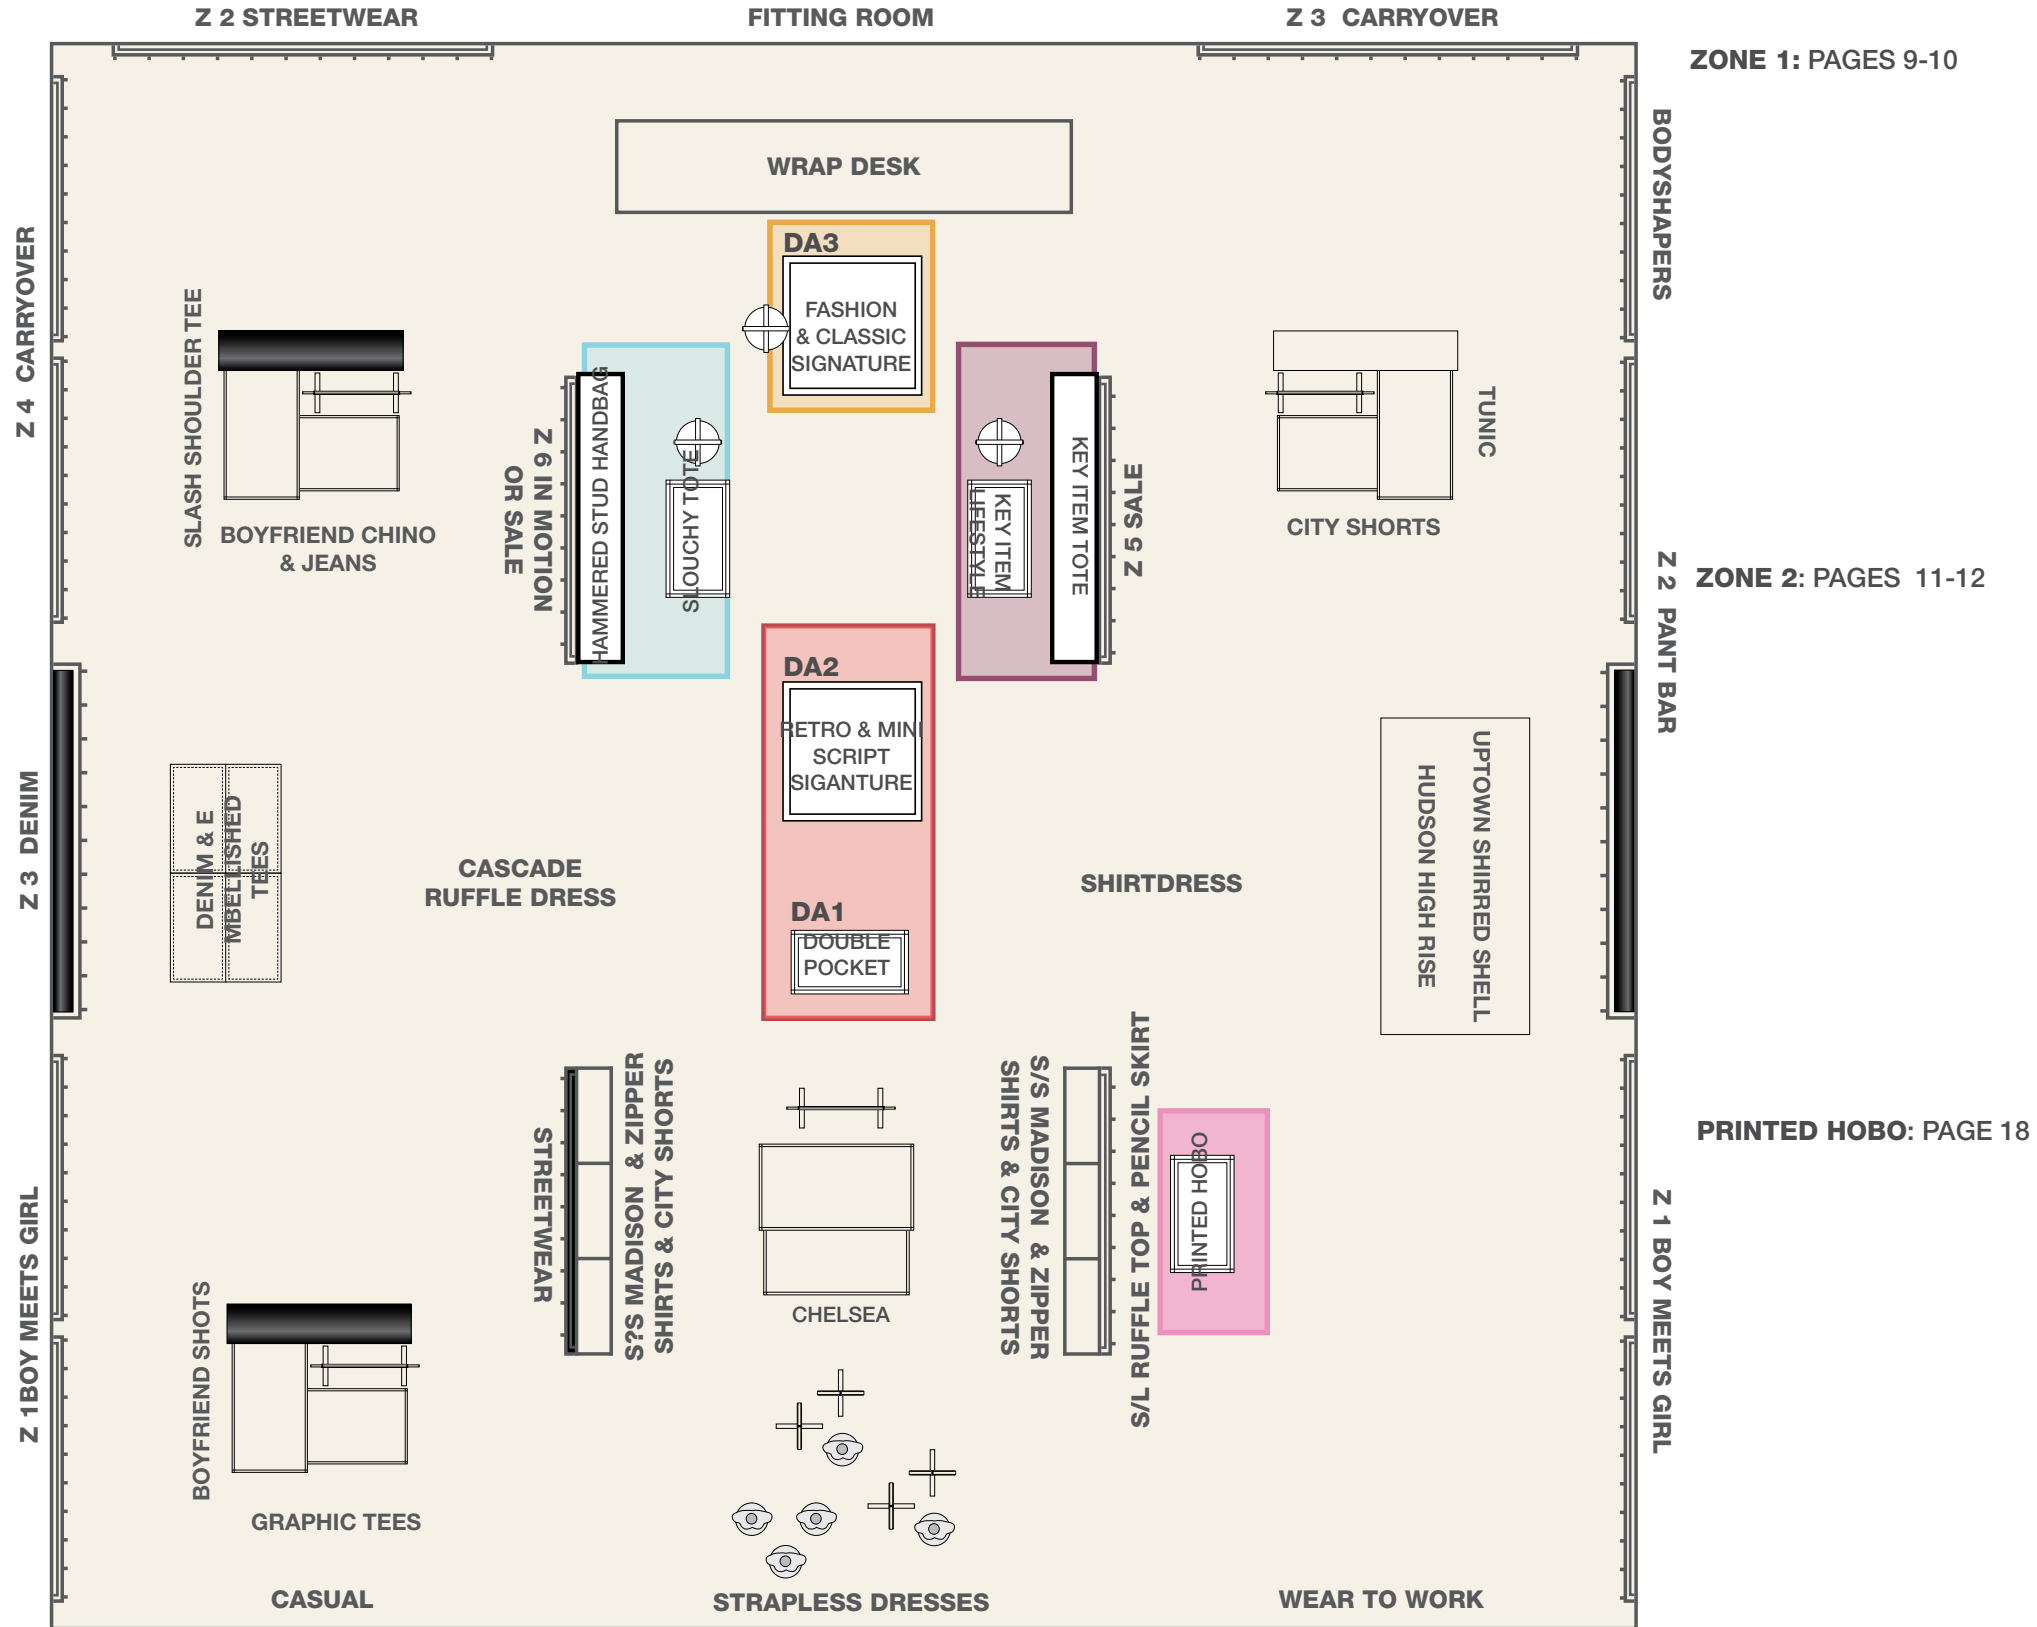 Z 2 STREETWEAR
FITTING ROOM
Z 3 CARRYOVER
ZONE 1: PAGES 9-10
WRAP DESK
BODYSHAPERS
DA3
FASHION
& CLASSIC
SIGNATURE
Z 4 CARRYOVER
SLASH SHOULDER TEE
BOYFRIEND CHINO
& JEANS
Z 6 IN MOTION
OR SALE
HAMMERED STUD HANDBAG
SLOUCHY TOTE
KEY ITEM
LIFESTYLE
KEY ITEM TOTE
Z 5 SALE
TUNIC
CITY SHORTS
Z 2 PANT BAR
ZONE 2: PAGES 11-12
DA2
RETRO & MINI
SCRIPT
SIGANTURE
Z 3 DENIM
DENIM & E
MBELLISHED
TEES
CASCADE
RUFFLE DRESS
SHIRTDRESS
UPTOWN SHIRRED SHELL
HUDSON HIGH RISE
DA1
DOUBLE
POCKET
STREETWEAR
S?S MADISON & ZIPPER
SHIRTS & CITY SHORTS
S/S MADISON & ZIPPER
SHIRTS & CITY SHORTS
S/L RUFFLE TOP & PENCIL SKIRT
PRINTED HOBO
PRINTED HOBO: PAGE 18
CHELSEA
Z 1BOY MEETS GIRL
BOYFRIEND SHOTS
GRAPHIC TEES
Z 1 BOY MEETS GIRL
CASUAL
STRAPLESS DRESSES
WEAR TO WORK